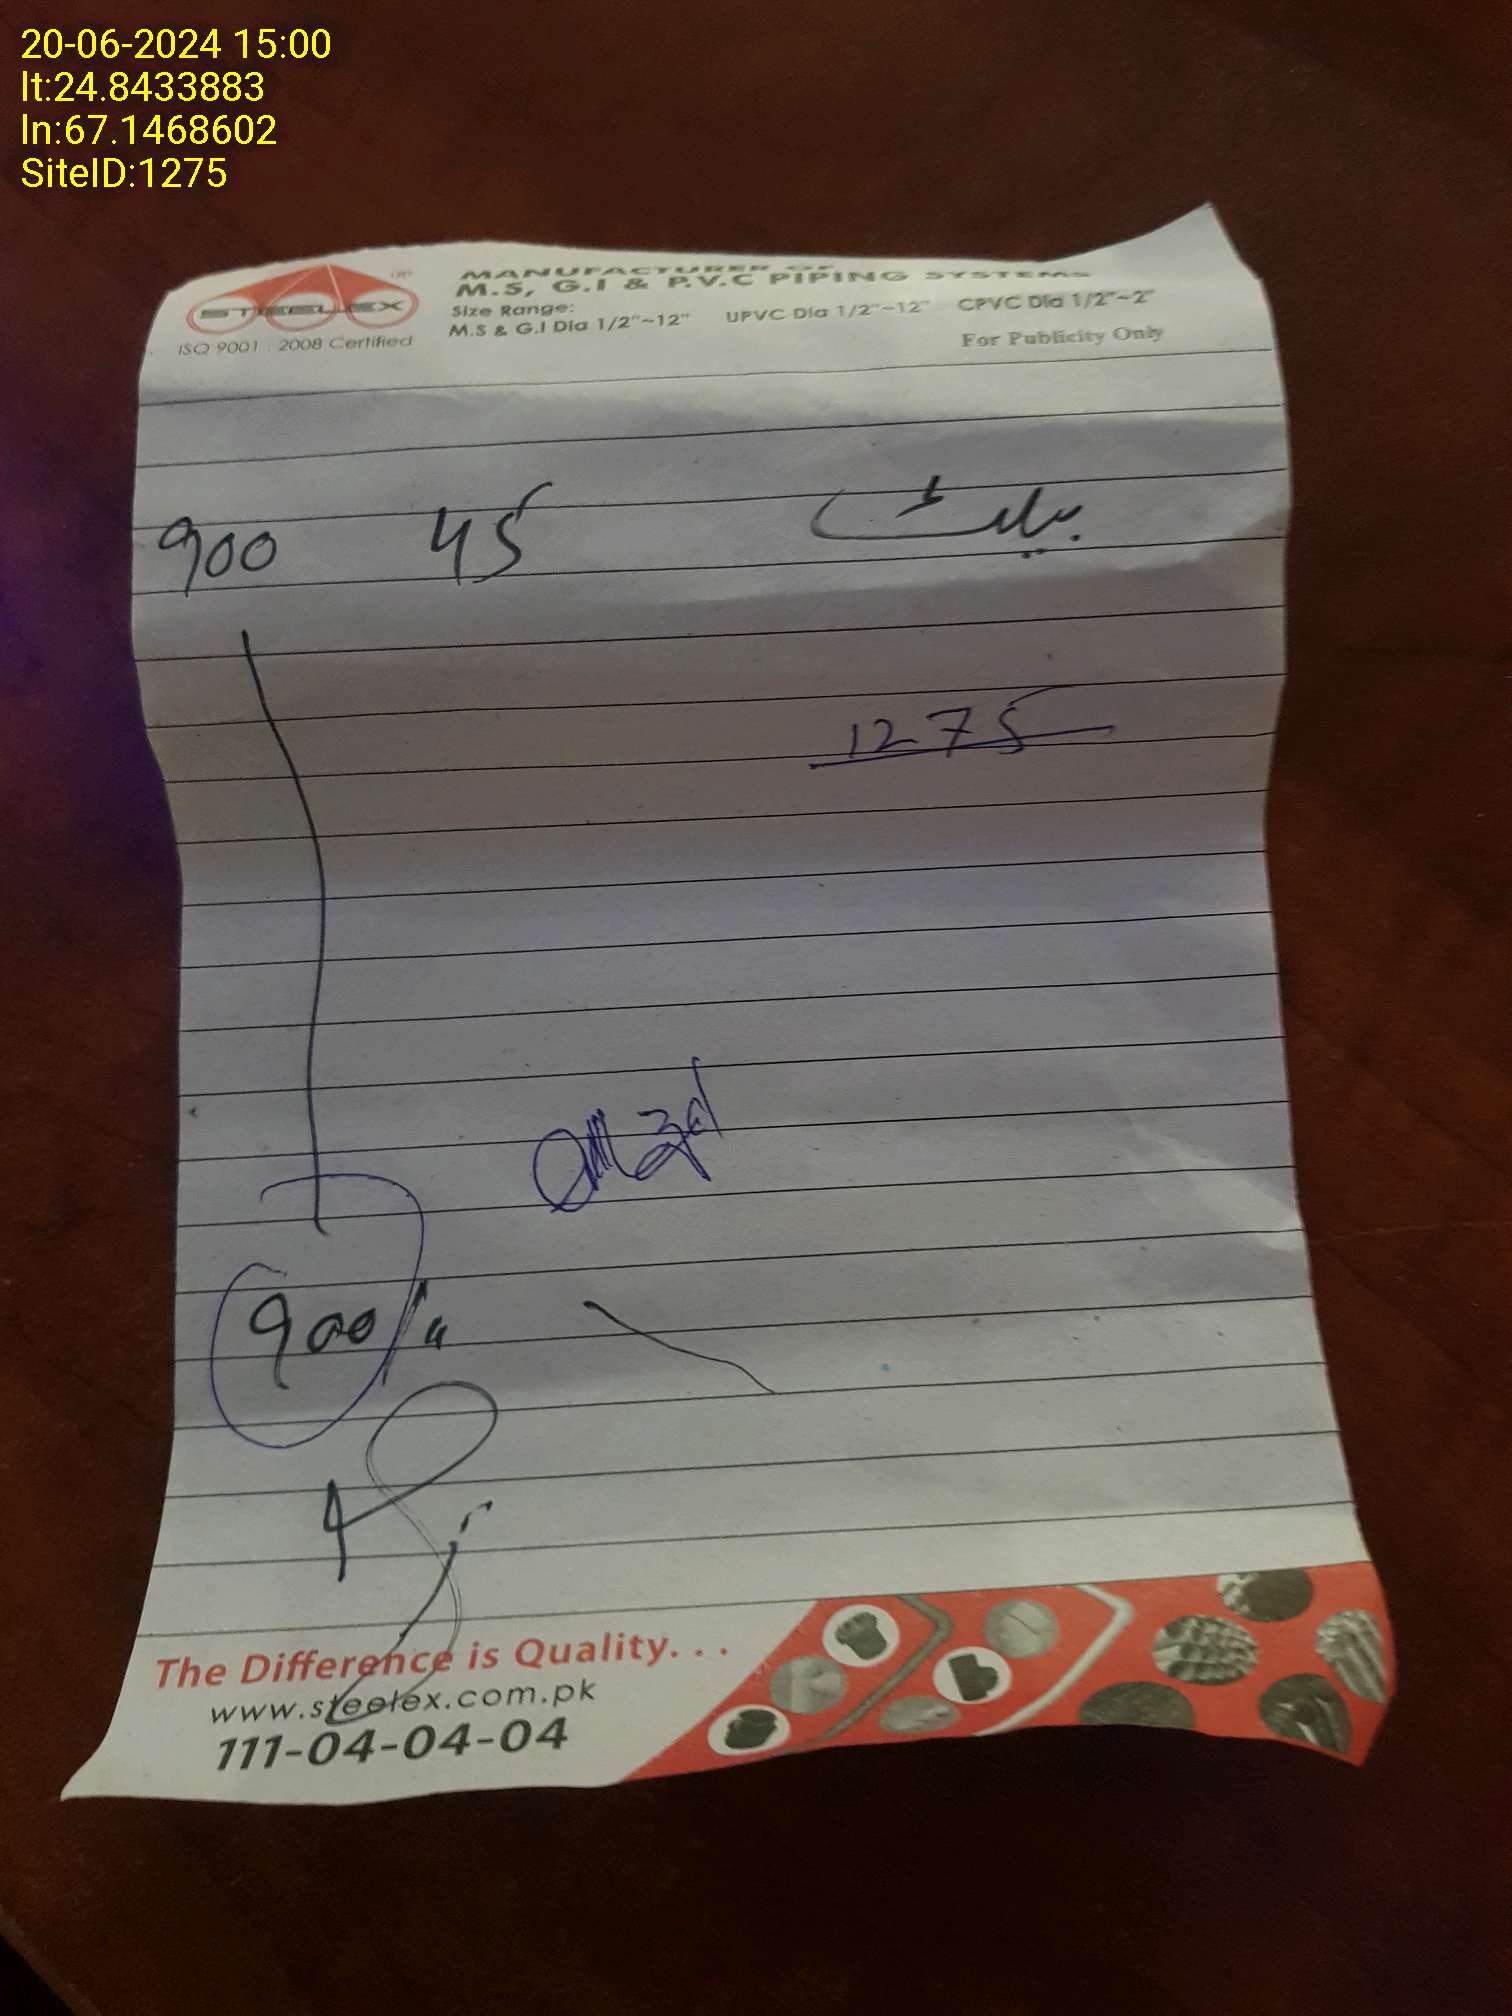 20-06-2024 15:00
lt:24.8433883
ln:67.1468602
SiteID:1275
STEELEX
ISO 9001 : 2008 Certified
MANUFACTURER OF
M.S, G.I & P.V.C PIPING SYSTEMS
Size Range:
M.S & G.I Dia 1/2"~12" UPVC Dia 1/2"~12" CPVC Dia 1/2"~2"
For Publicity Only
900 45 بیلٹ
1275
900/"
The Difference is Quality. . .
www.steelex.com.pk
111-04-04-04